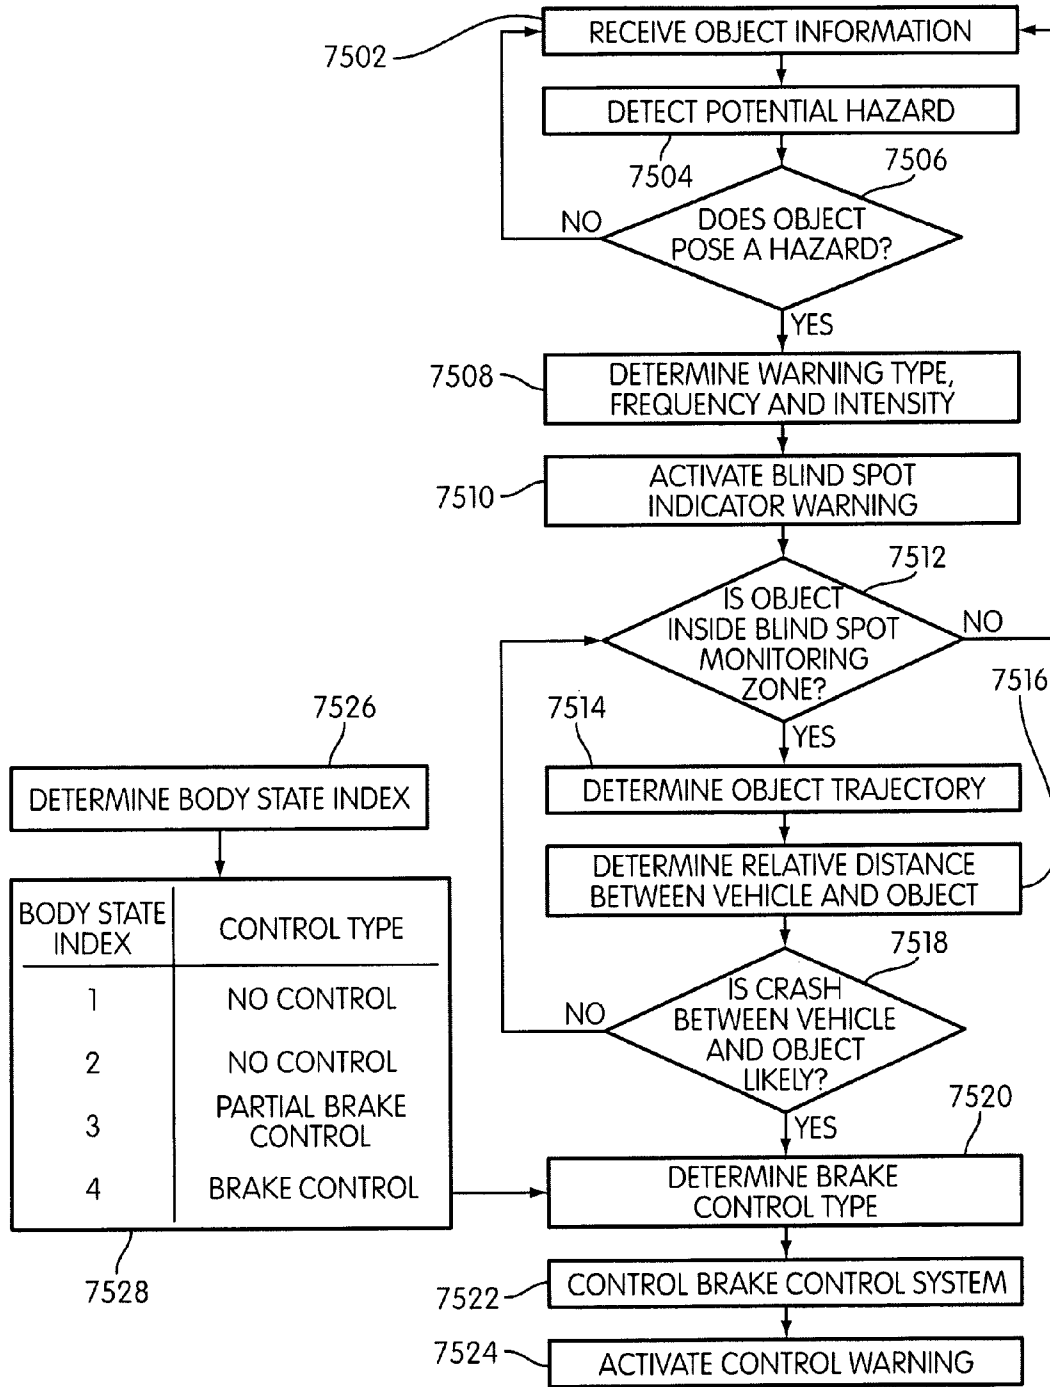 7502
RECEIVE OBJECT INFORMATION
DETECT POTENTIAL HAZARD
7504
7506
NO
DOES OBJECT
POSE A HAZARD?
YES
7508
DETERMINE WARNING TYPE,
FREQUENCY AND INTENSITY
7510
ACTIVATE BLIND SPOT
INDICATOR WARNING
7512
IS OBJECT
INSIDE BLIND SPOT
MONITORING
ZONE?
NO
7516
7514
YES
DETERMINE OBJECT TRAJECTORY
DETERMINE RELATIVE DISTANCE
BETWEEN VEHICLE AND OBJECT
7518
NO
IS CRASH
BETWEEN VEHICLE
AND OBJECT
LIKELY?
YES
7526
DETERMINE BODY STATE INDEX
BODY STATE
INDEX
CONTROL TYPE
1
NO CONTROL
2
NO CONTROL
3
PARTIAL BRAKE
CONTROL
4
BRAKE CONTROL
7528
7520
DETERMINE BRAKE
CONTROL TYPE
7522
CONTROL BRAKE CONTROL SYSTEM
7524
ACTIVATE CONTROL WARNING